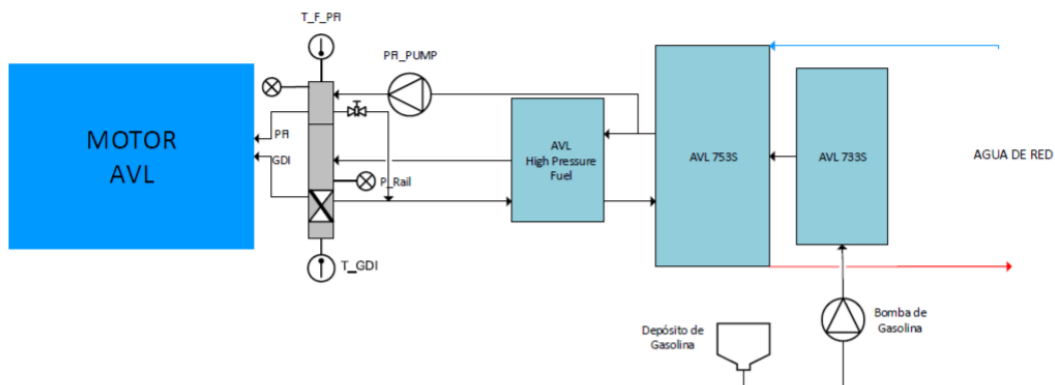 T_F_PFI
PFI_PUMP
MOTOR
AVL
PFI
GDI
P_Rail
T_GDI
AVL
High Pressure
Fuel
AVL 753S
AVL 733S
AGUA DE RED
Depósito de
Gasolina
Bomba de
Gasolina